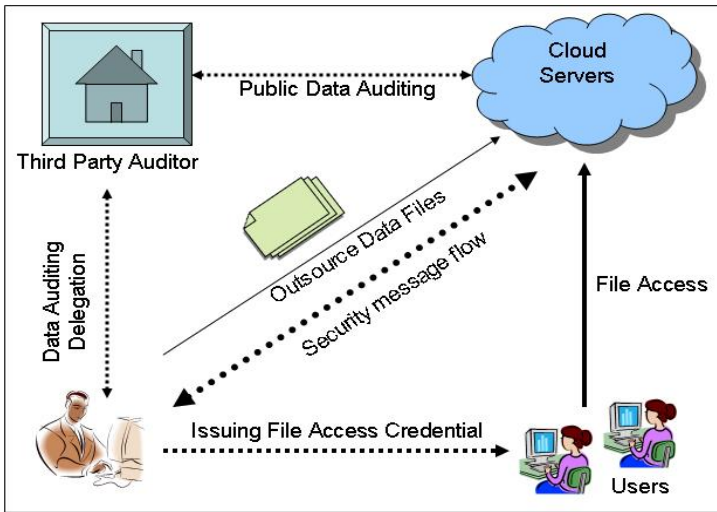 Cloud
Servers
Public Data Auditing
Third Party Auditor
Outsource Data Files
Security message flow
Data Auditing
Delegation
File Access
Issuing File Access Credential
Users